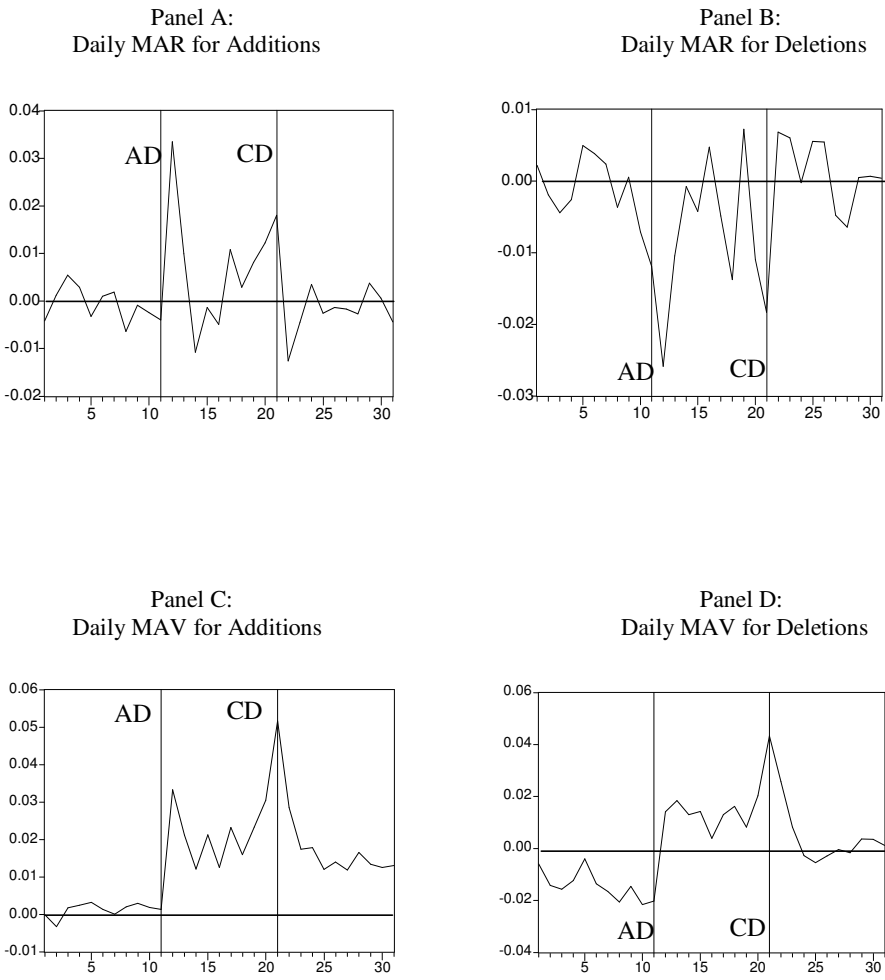 Panel A:
Daily MAR for Additions
0.04
0.03
0.02
0.01
0.00
-0.01
-0.02
AD
CD
5 10 15 20 25 30
Panel B:
Daily MAR for Deletions
0.01
0.00
-0.01
-0.02
-0.03
AD
CD
5 10 15 20 25 30
Panel C:
Daily MAV for Additions
0.06
0.05
0.04
0.03
0.02
0.01
0.00
-0.01
AD
CD
5 10 15 20 25 30
Panel D:
Daily MAV for Deletions
0.06
0.04
0.02
0.00
-0.02
-0.04
AD
CD
5 10 15 20 25 30